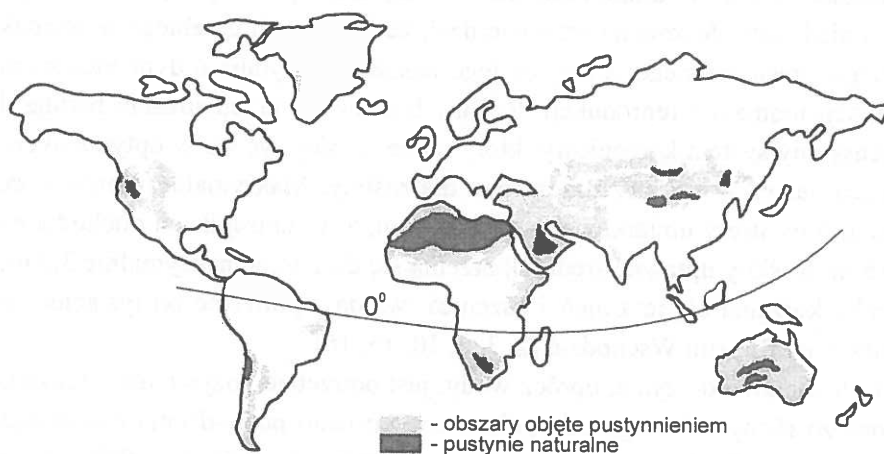 0°
- obszary objęte pustynnieniem
- pustynie naturalne